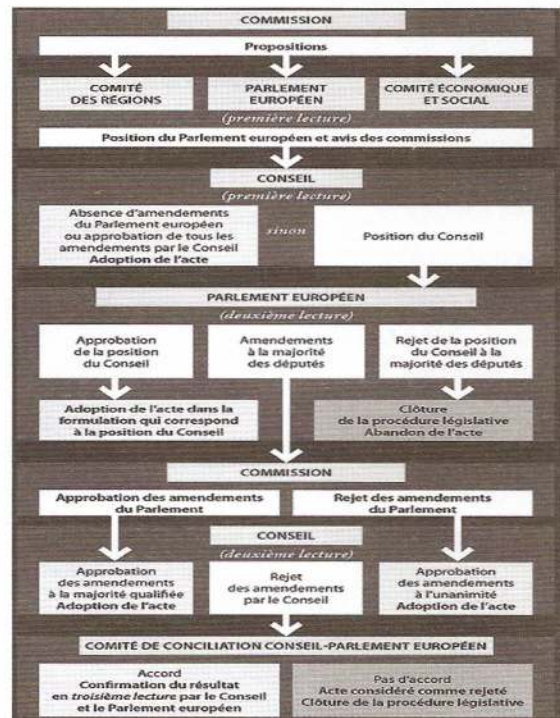 COMMISSION
Propositions
COMITÉ
DES RÉGIONS
PARLEMENT
EUROPÉEN
COMITÉ ÉCONOMIQUE
ET SOCIAL
(première lecture)
Position du Parlement européen et avis des commissions
CONSEIL
(première lecture)
Absence d'amendements
du Parlement européen
ou approbation de tous les
amendements par le Conseil
Adoption de l'acte
sinon
Position du Conseil
PARLEMENT EUROPÉEN
(deuxième lecture)
Approbation
de la position
du Conseil
Amendements
à la majorité
des députés
Rejet de la position
du Conseil à la
majorité des députés
Adoption de l'acte dans la
formulation qui correspond
à la position du Conseil
Clôture
de la procédure législative
Abandon de l'acte
COMMISSION
Approbation des amendements
du Parlement
Rejet des amendements
du Parlement
CONSEIL
(deuxième lecture)
Approbation
des amendements
à la majorité qualifiée
Adoption de l'acte
Rejet
des amendements
par le Conseil
Approbation
des amendements
à l'unanimité
Adoption de l'acte
COMITÉ DE CONCILIATION CONSEIL-PARLEMENT EUROPÉEN
Accord
Confirmation du résultat
en troisième lecture par le Conseil
et le Parlement européen
Pas d'accord
Acte considéré comme rejeté
Clôture de la procédure législative